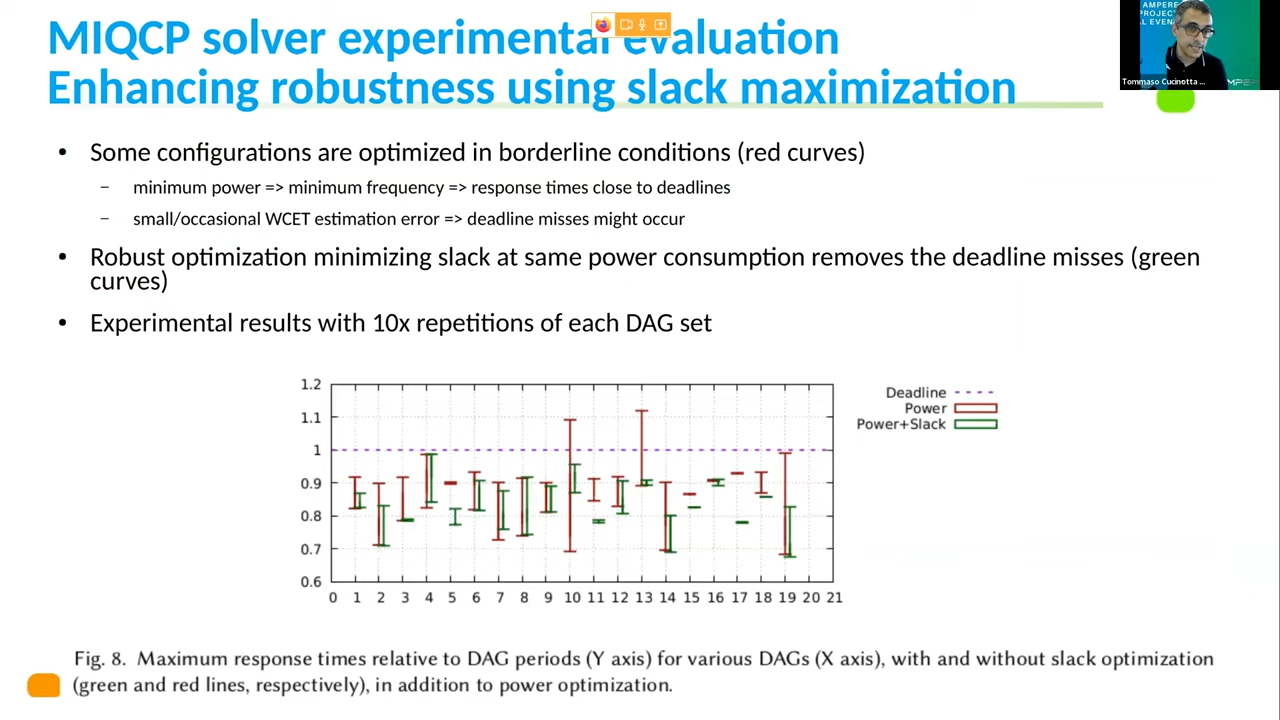 MIQCP solver experimental evaluation
Enhancing robustness using slack maximization
AMPERE
PROJEC
L EVEN
Tommaso Cucinotta ...
MPE
• Some configurations are optimized in borderline conditions (red curves)
– minimum power => minimum frequency => response times close to deadlines
– small/occasional WCET estimation error => deadline misses might occur
• Robust optimization minimizing slack at same power consumption removes the deadline misses (green
curves)
• Experimental results with 10x repetitions of each DAG set
1.2
1.1
1
0.9
0.8
0.7
0.6
0 1 2 3 4 5 6 7 8 9 10 11 12 13 14 15 16 17 18 19 20 21
Deadline
Power
Power+Slack
Fig. 8. Maximum response times relative to DAG periods (Y axis) for various DAGs (X axis), with and without slack optimization
(green and red lines, respectively), in addition to power optimization.